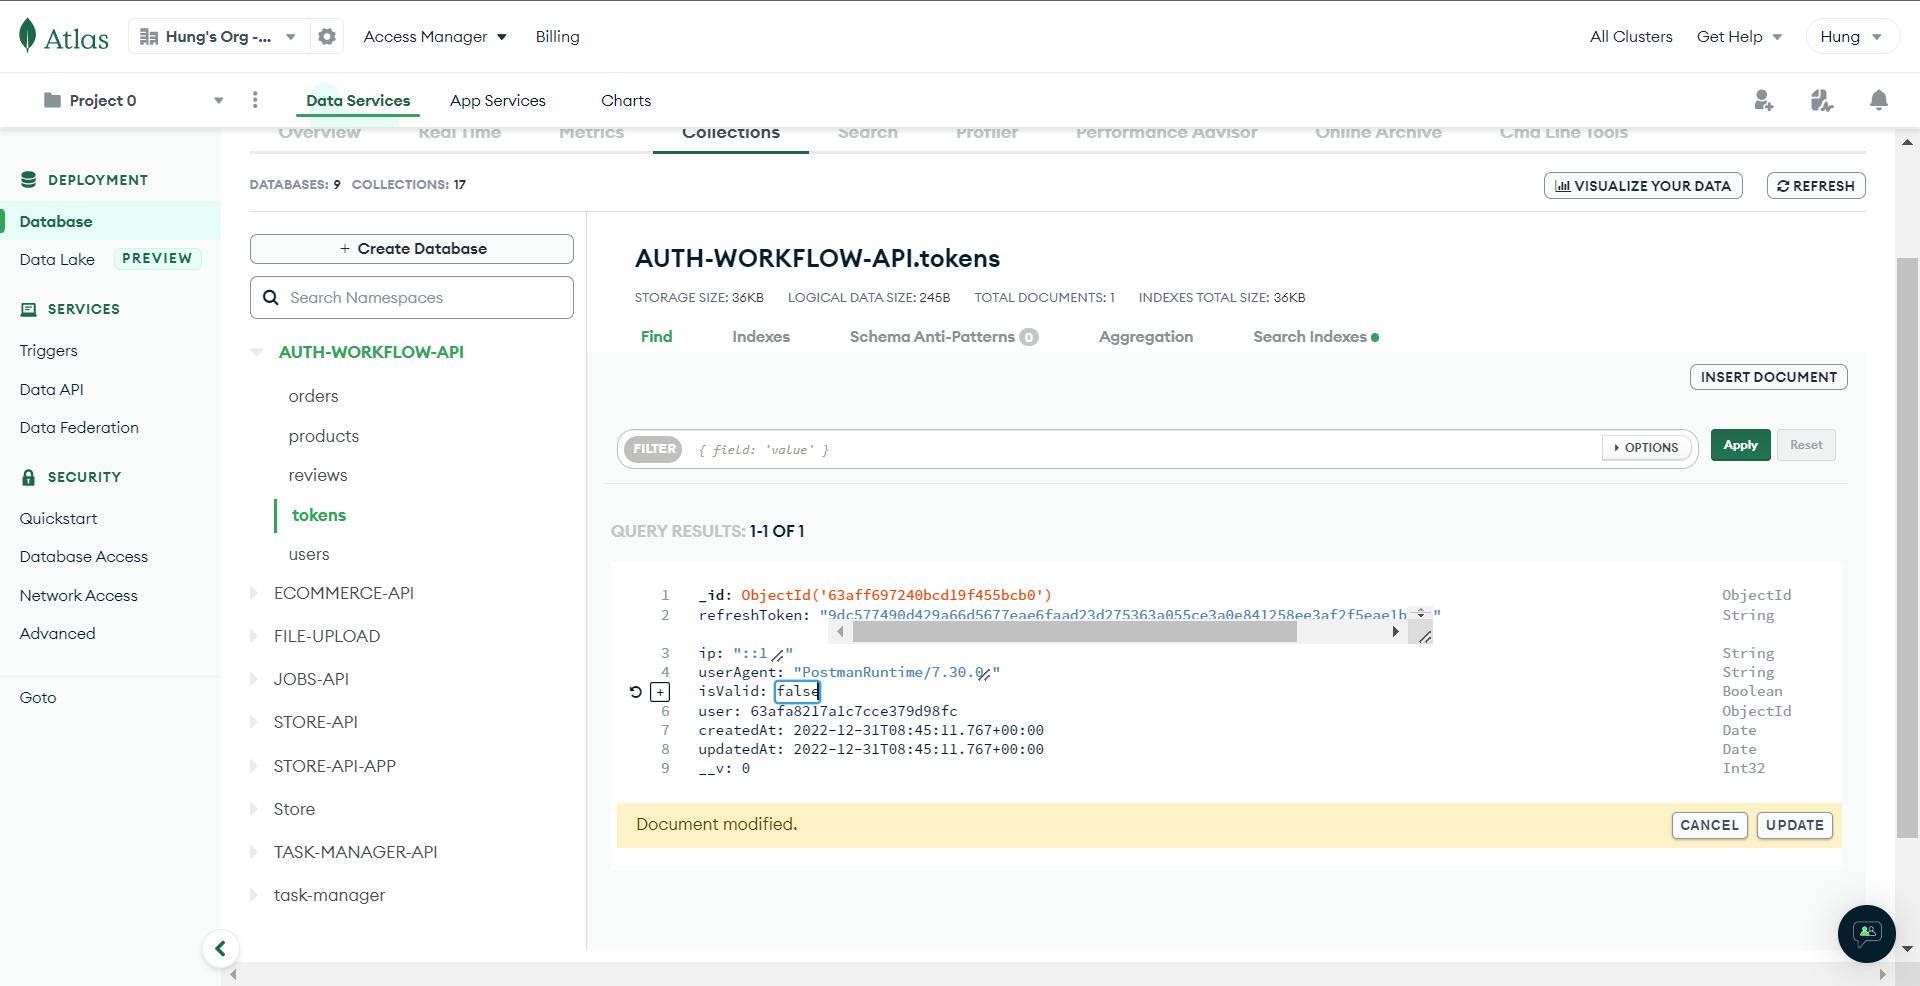 Atlas
Hung's Org -...
Access Manager
Billing
All Clusters
Get Help
Hung
Project 0
Data Services
App Services
Charts
Overview
Real Time
Metrics
Collections
Search
Profiler
Performance Advisor
Online Archive
Cmd Line Tools
DEPLOYMENT
Database
Data Lake
PREVIEW
SERVICES
Triggers
Data API
Data Federation
SECURITY
Quickstart
Database Access
Network Access
Advanced
Goto
DATABASES: 9 COLLECTIONS: 17
VISUALIZE YOUR DATA
REFRESH
+ Create Database
Search Namespaces
AUTH-WORKFLOW-API
orders
products
reviews
tokens
users
ECOMMERCE-API
FILE-UPLOAD
JOBS-API
STORE-API
STORE-API-APP
Store
TASK-MANAGER-API
task-manager
AUTH-WORKFLOW-API.tokens
STORAGE SIZE: 36KB
LOGICAL DATA SIZE: 245B
TOTAL DOCUMENTS: 1
INDEXES TOTAL SIZE: 36KB
Find
Indexes
Schema Anti-Patterns 0
Aggregation
Search Indexes
INSERT DOCUMENT
FILTER
{ field: 'value' }
OPTIONS
Apply
Reset
QUERY RESULTS: 1-1 OF 1
1 _id: ObjectId('63aff697240bcd19f455bcb0') ObjectId
2 refreshToken: "9dc577490d429a66d5677eae6faad23d275363a055ce3a0e841258ee3af2f5eae1b" String
3 ip: "::1" String
4 userAgent: "PostmanRuntime/7.30.0" String
+ isValid: false Boolean
6 user: 63afa8217a1c7cce379d98fc ObjectId
7 createdAt: 2022-12-31T08:45:11.767+00:00 Date
8 updatedAt: 2022-12-31T08:45:11.767+00:00 Date
9 __v: 0 Int32
Document modified.
CANCEL
UPDATE